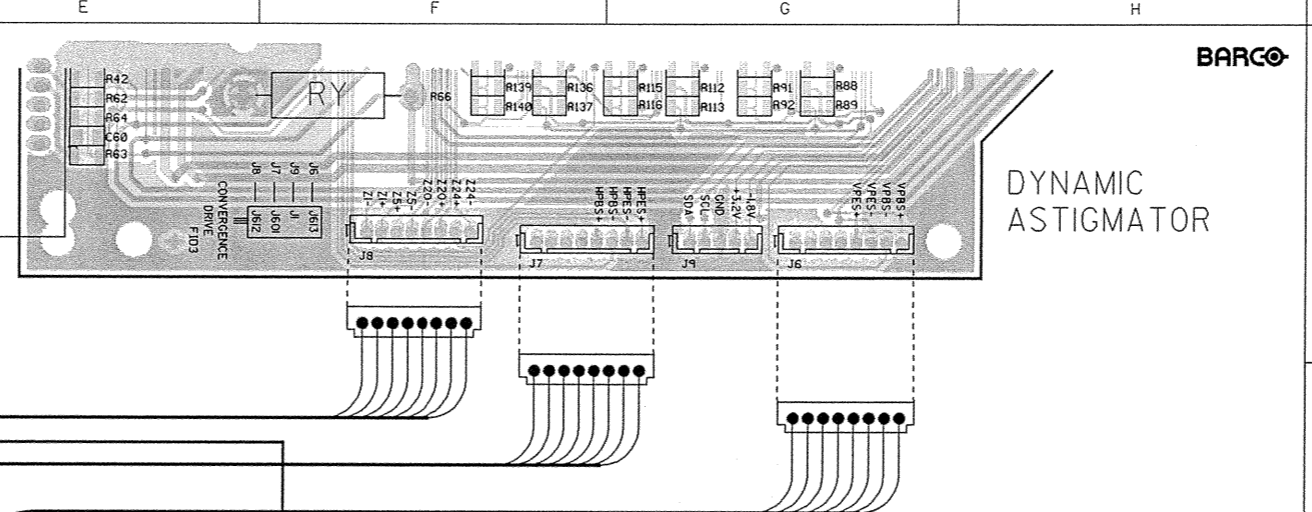 E F G H
BARCO
R42 R139 R136 R115 R112 R91 R88
R62 RY R66 R140 R137 R116 R113 R92 R89
R64
C60
R63
J8 J7 J9 J6
Z1- Z1+ Z5+ Z5- Z20- Z20+ Z24+ Z24-
HPBS+ HPBS- HPES- HPES+
SDA SCL GND +3.2V
VPES+ VPES- VPBS- VPBS+
DYNAMIC
ASTIGMATOR
CONVERGENCE
DRIVE
F103
J612 J601 J1 J613
J8 J7 J9 J6